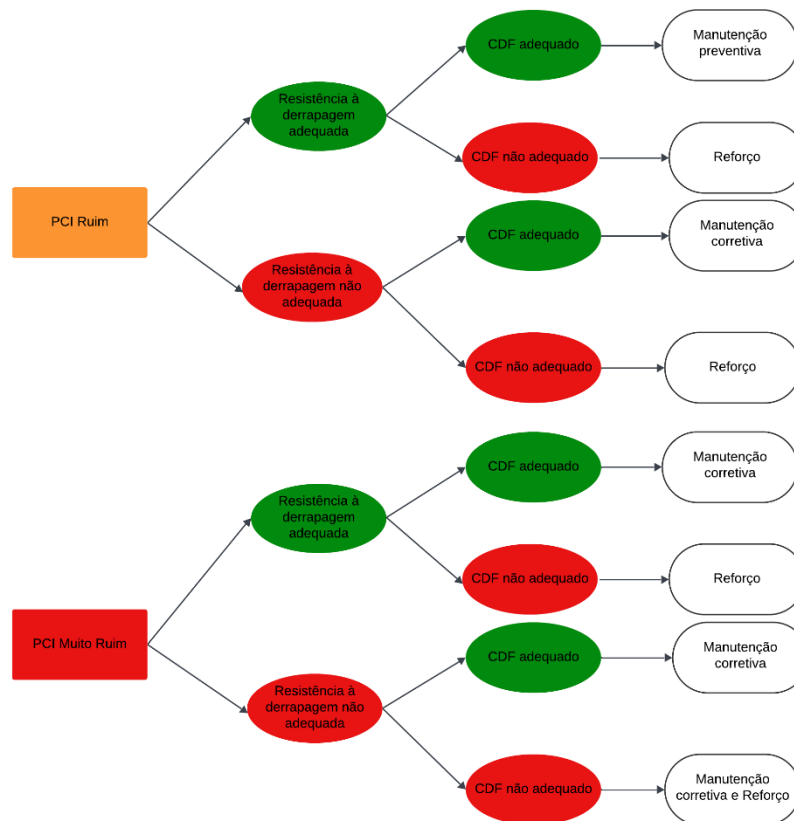 PCI Ruim
Resistência à
derrapagem
adequada
CDF adequado
Manutenção
preventiva
CDF não adequado
Reforço
Resistência à
derrapagem não
adequada
CDF adequado
Manutenção
corretiva
CDF não adequado
Reforço
PCI Muito Ruim
Resistência à
derrapagem
adequada
CDF adequado
Manutenção
corretiva
CDF não adequado
Reforço
Resistência à
derrapagem não
adequada
CDF adequado
Manutenção
corretiva
CDF não adequado
Manutenção
corretiva e Reforço